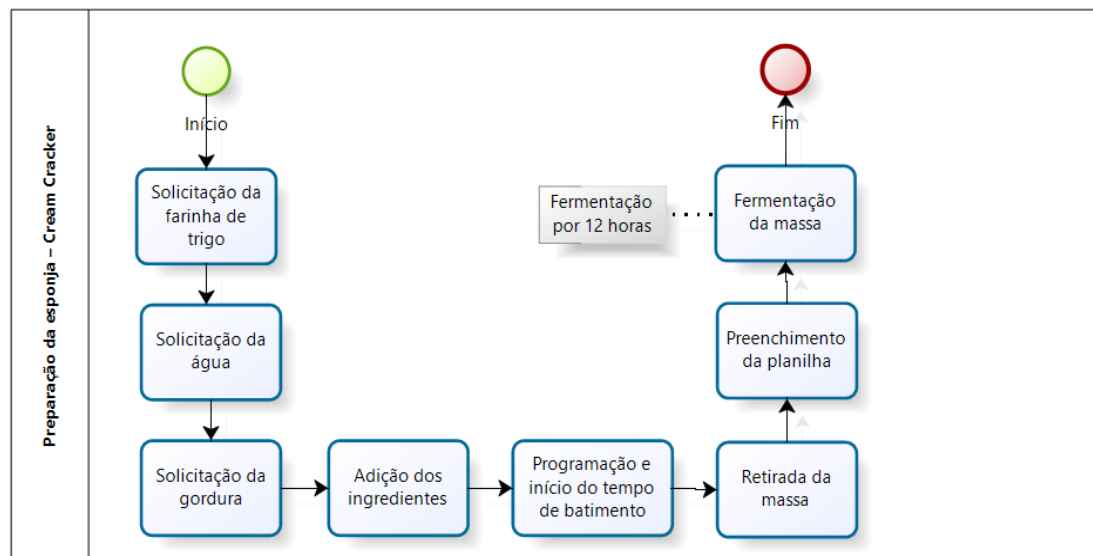 Preparação da esponja – Cream Cracker
Início
Solicitação da
farinha de
trigo
Solicitação da
água
Solicitação da
gordura
Adição dos
ingredientes
Programação e
início do tempo
de batimento
Retirada da
massa
Preenchimento
da planilha
Fermentação
da massa
Fermentação
por 12 horas
Fim